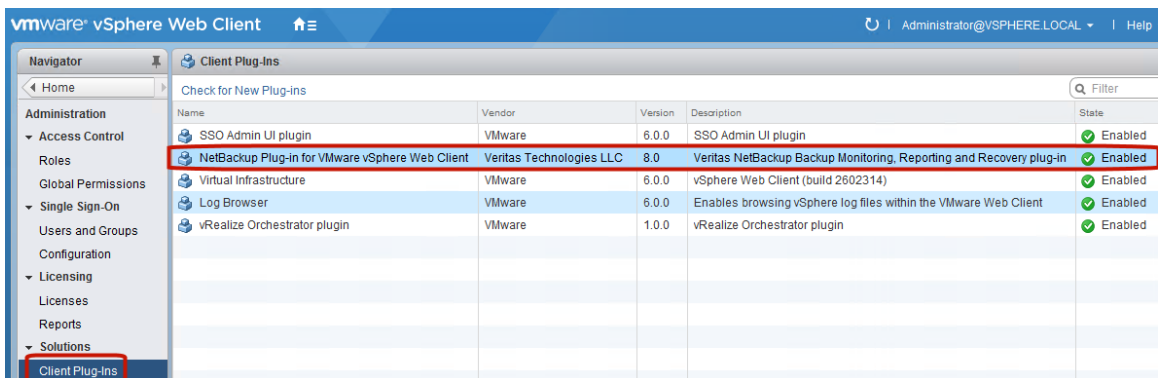 vmware® vSphere Web Client Administrator@VSPHERE.LOCAL | Help
Navigator
Home
Administration
Access Control
Roles
Global Permissions
Single Sign-On
Users and Groups
Configuration
Licensing
Licenses
Reports
Solutions
Client Plug-Ins
Client Plug-Ins
Check for New Plug-ins Filter
Name Vendor Version Description State
SSO Admin UI plugin VMware 6.0.0 SSO Admin UI plugin Enabled
NetBackup Plug-in for VMware vSphere Web Client Veritas Technologies LLC 8.0 Veritas NetBackup Backup Monitoring, Reporting and Recovery plug-in Enabled
Virtual Infrastructure VMware 6.0.0 vSphere Web Client (build 2602314) Enabled
Log Browser VMware 6.0.0 Enables browsing vSphere log files within the VMware Web Client Enabled
vRealize Orchestrator plugin VMware 1.0.0 vRealize Orchestrator plugin Enabled